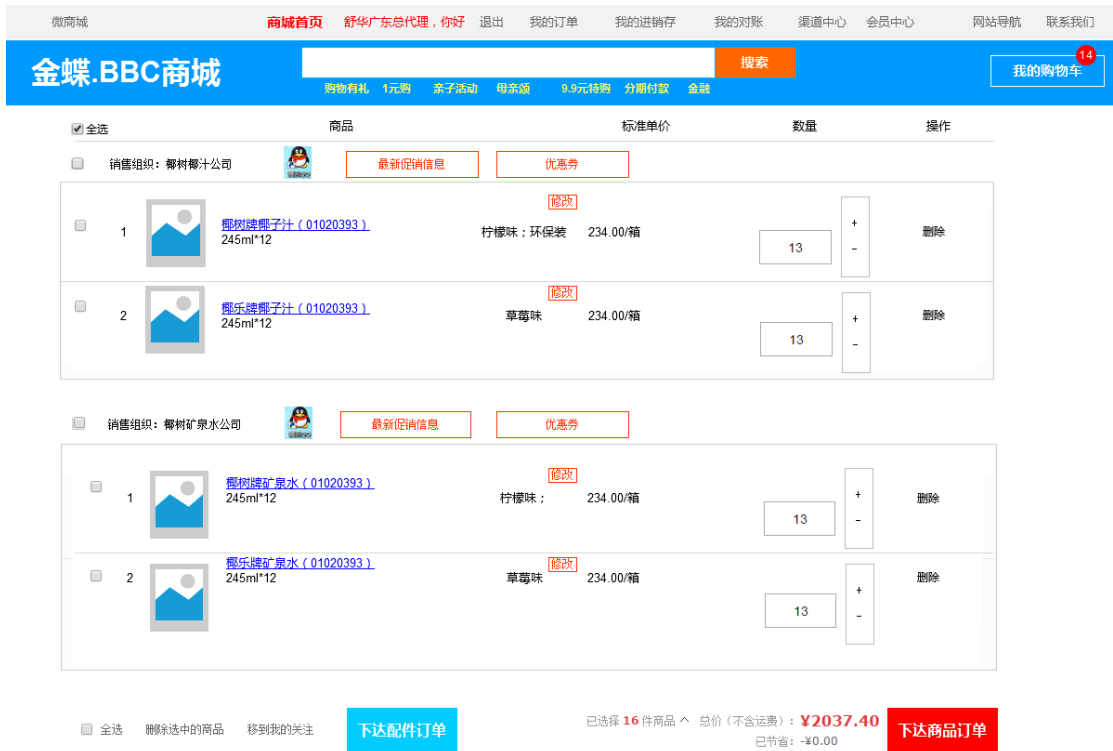 微商城 商城首页 舒华广东总代理，你好 退出 我的订单 我的进销存 我的对账 渠道中心 会员中心 网站导航 联系我们
金蝶.BBC商城 搜索 我的购物车 14
购物有礼 1元购 亲子活动 母亲颂 9.9元特购 分期付款 金融
全选 商品 标准单价 数量 操作
销售组织：椰树椰汁公司 最新促销信息 优惠券
修改
1 椰树牌椰子汁（01020393） 柠檬味；环保装 234.00/箱 13 + - 删除
245ml*12
修改
2 椰乐牌椰子汁（01020393） 草莓味 234.00/箱 13 + - 删除
245ml*12
销售组织：椰树矿泉水公司 最新促销信息 优惠券
修改
1 椰树牌矿泉水（01020393） 柠檬味； 234.00/箱 13 + - 删除
245ml*12
修改
2 椰乐牌矿泉水（01020393） 草莓味 234.00/箱 13 + - 删除
245ml*12
全选 删除选中的商品 移到我的关注 下达配件订单 已选择 16 件商品 总价（不含运费）：¥2037.40 下达商品订单
已节省：-¥0.00